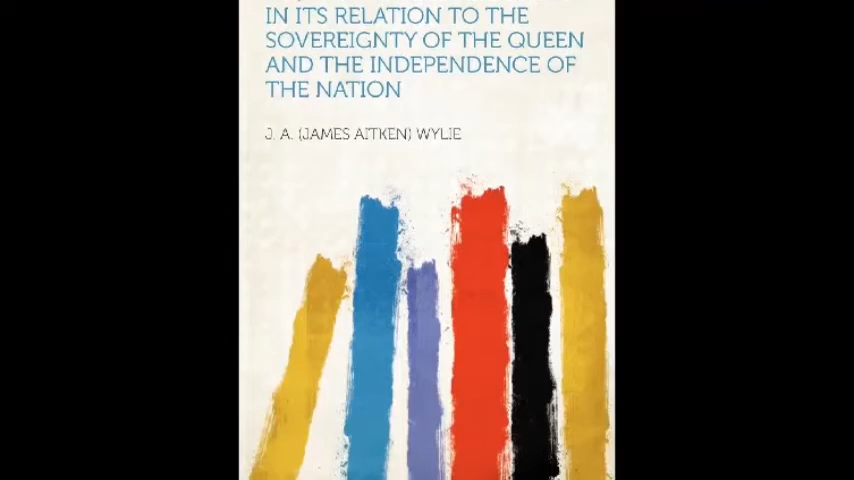 IN ITS RELATION TO THE
SOVEREIGNTY OF THE QUEEN
AND THE INDEPENDENCE OF
THE NATION
J. A. (JAMES AITKEN) WYLIE